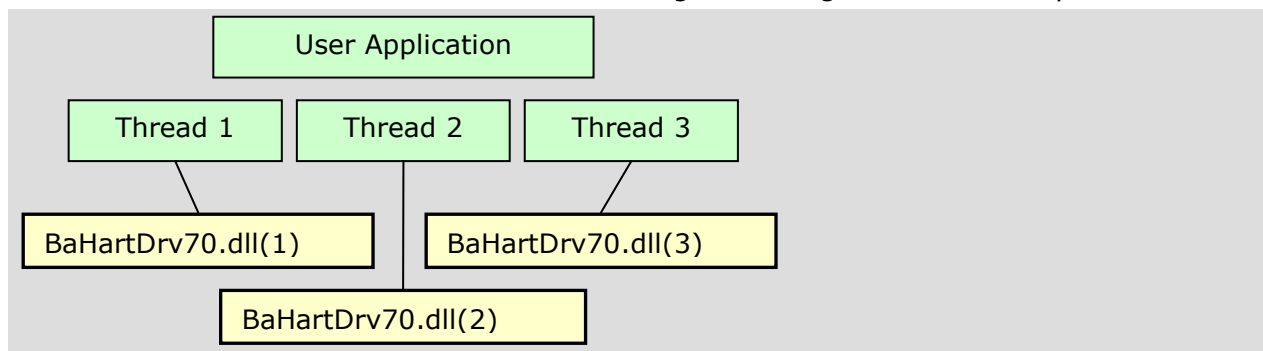 User Application
Thread 1 Thread 2 Thread 3
BaHartDrv70.dll(1) BaHartDrv70.dll(3)
BaHartDrv70.dll(2)